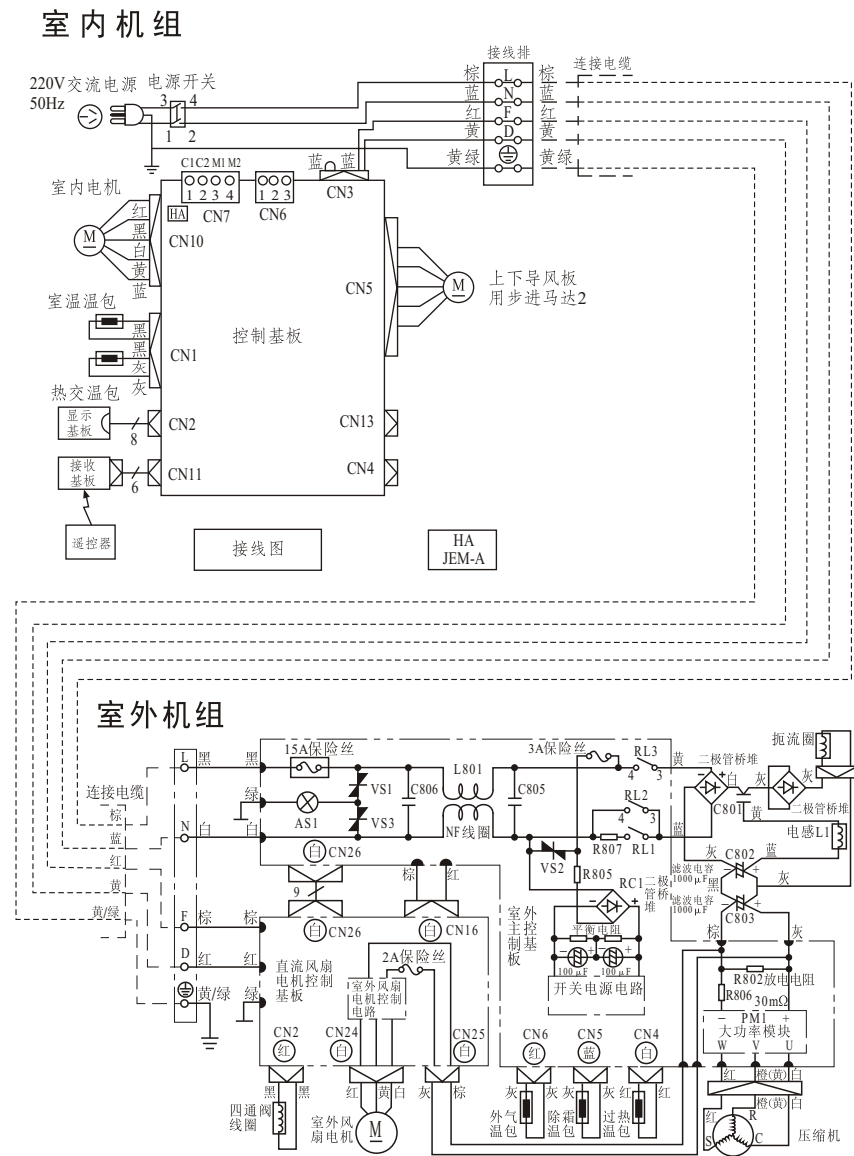 室内机组
220V交流电源 电源开关
50Hz
3 4
1 2
接线排
连接电缆
棕 L 棕
蓝 N 蓝
红 F 红
黄 D 黄
黄绿 黄绿
C1 C2 M1 M2
1 2 3 4
HA CN7
1 2 3
CN6
蓝 蓝
CN3
室内电机
M
红
黑
白
黄
蓝
CN10
CN5
M
上下导风板
用步进马达2
室温温包
黑
黑
灰
灰
CN1
控制基板
热交温包
显示
基板
8
CN2
CN13
接收
基板
6
CN11
CN4
遥控器
接线图
HA
JEM-A
室外机组
连接电缆
棕
蓝
红
黄
黄/绿
L 黑 黑
N 白 白
F 棕 棕
D 红 红
黄/绿 绿
15A保险丝
绿
AS1
VS1
VS3
C806
L801
NF线圈
C805
3A保险丝
RL3
4 3
RL2
4 3
R807
4 3
RL1
VS2
R805
RC1
二极
管桥
堆
− +
平衡电阻
− + − +
100μF 100μF
开关电源电路
室外
主控
制基
板
黄
蓝
二极管桥堆
− +
白
C801
灰 灰
黄
扼流圈
二极管桥堆
电感L1
灰
蓝
灰
滤波电容
1000μF
C802
− +
黑
滤波电容
1000μF
C803
− +
棕 灰
R802放电电阻
R806
30mΩ
− PM1 +
大功率模块
W V U
红 橙(黄) 白
橙(黄) 白
红
R
S C
压缩机
白 CN26
9
白 CN26
棕 红
白 CN16
2A保险丝
直流风扇
电机控制
基板
室外风扇
电机控制
电路
CN2
红
CN24
白
CN25
白
CN6
红
CN5
蓝
CN4
白
黑 黑
四通阀
线圈
红 黄 白
室外风
扇电机
M
灰 棕
灰 灰
外气
温包
灰 灰
除霜
温包
红 红
过热
温包